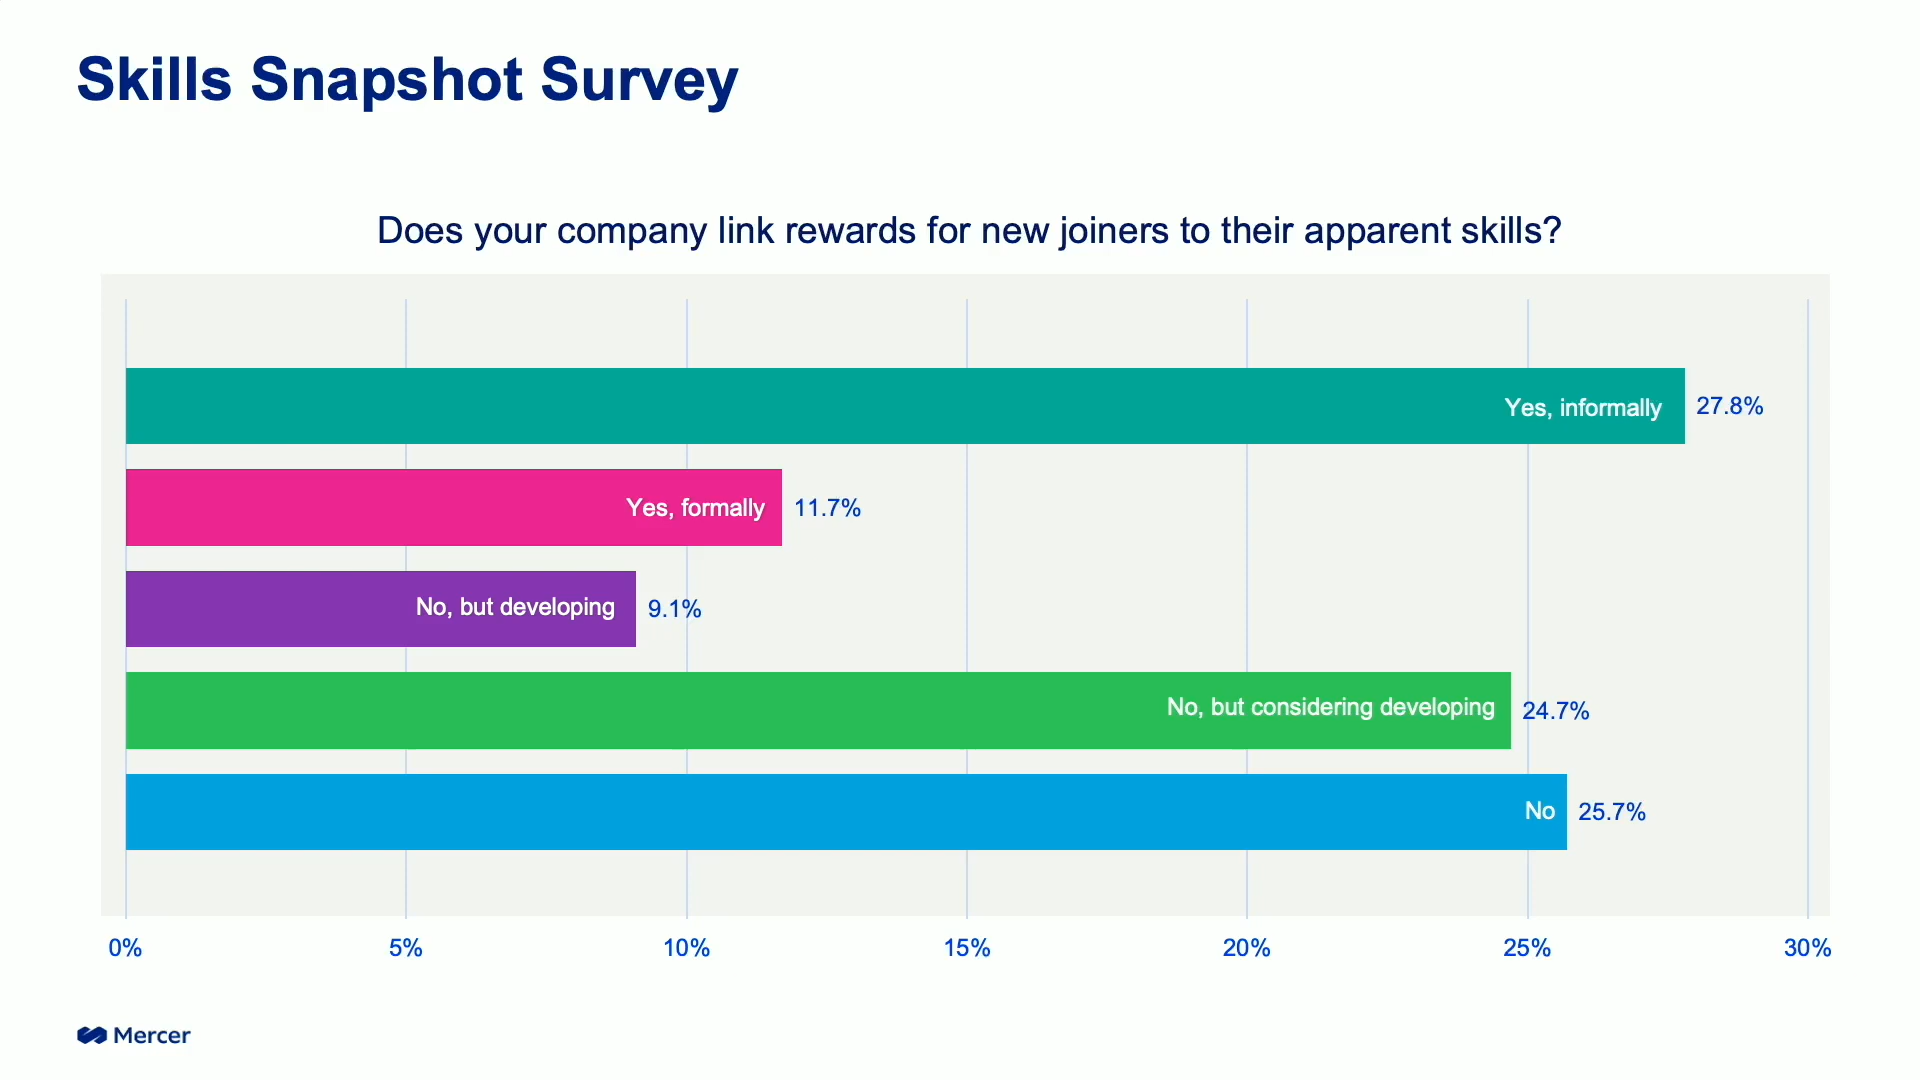 Skills Snapshot Survey
Does your company link rewards for new joiners to their apparent skills?
Yes, informally 27.8%
Yes, formally 11.7%
No, but developing 9.1%
No, but considering developing 24.7%
No 25.7%
0% 5% 10% 15% 20% 25% 30%
Mercer